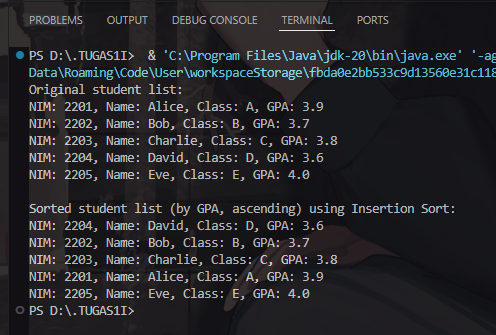 PROBLEMS OUTPUT DEBUG CONSOLE TERMINAL PORTS
PS D:\.TUGAS1I> & 'C:\Program Files\Java\jdk-20\bin\java.exe' '-ag
Data\Roaming\Code\User\workspaceStorage\fbda0e2bb533c9d13560e31c118
Original student list:
NIM: 2201, Name: Alice, Class: A, GPA: 3.9
NIM: 2202, Name: Bob, Class: B, GPA: 3.7
NIM: 2203, Name: Charlie, Class: C, GPA: 3.8
NIM: 2204, Name: David, Class: D, GPA: 3.6
NIM: 2205, Name: Eve, Class: E, GPA: 4.0
Sorted student list (by GPA, ascending) using Insertion Sort:
NIM: 2204, Name: David, Class: D, GPA: 3.6
NIM: 2202, Name: Bob, Class: B, GPA: 3.7
NIM: 2203, Name: Charlie, Class: C, GPA: 3.8
NIM: 2201, Name: Alice, Class: A, GPA: 3.9
NIM: 2205, Name: Eve, Class: E, GPA: 4.0
PS D:\.TUGAS1I>